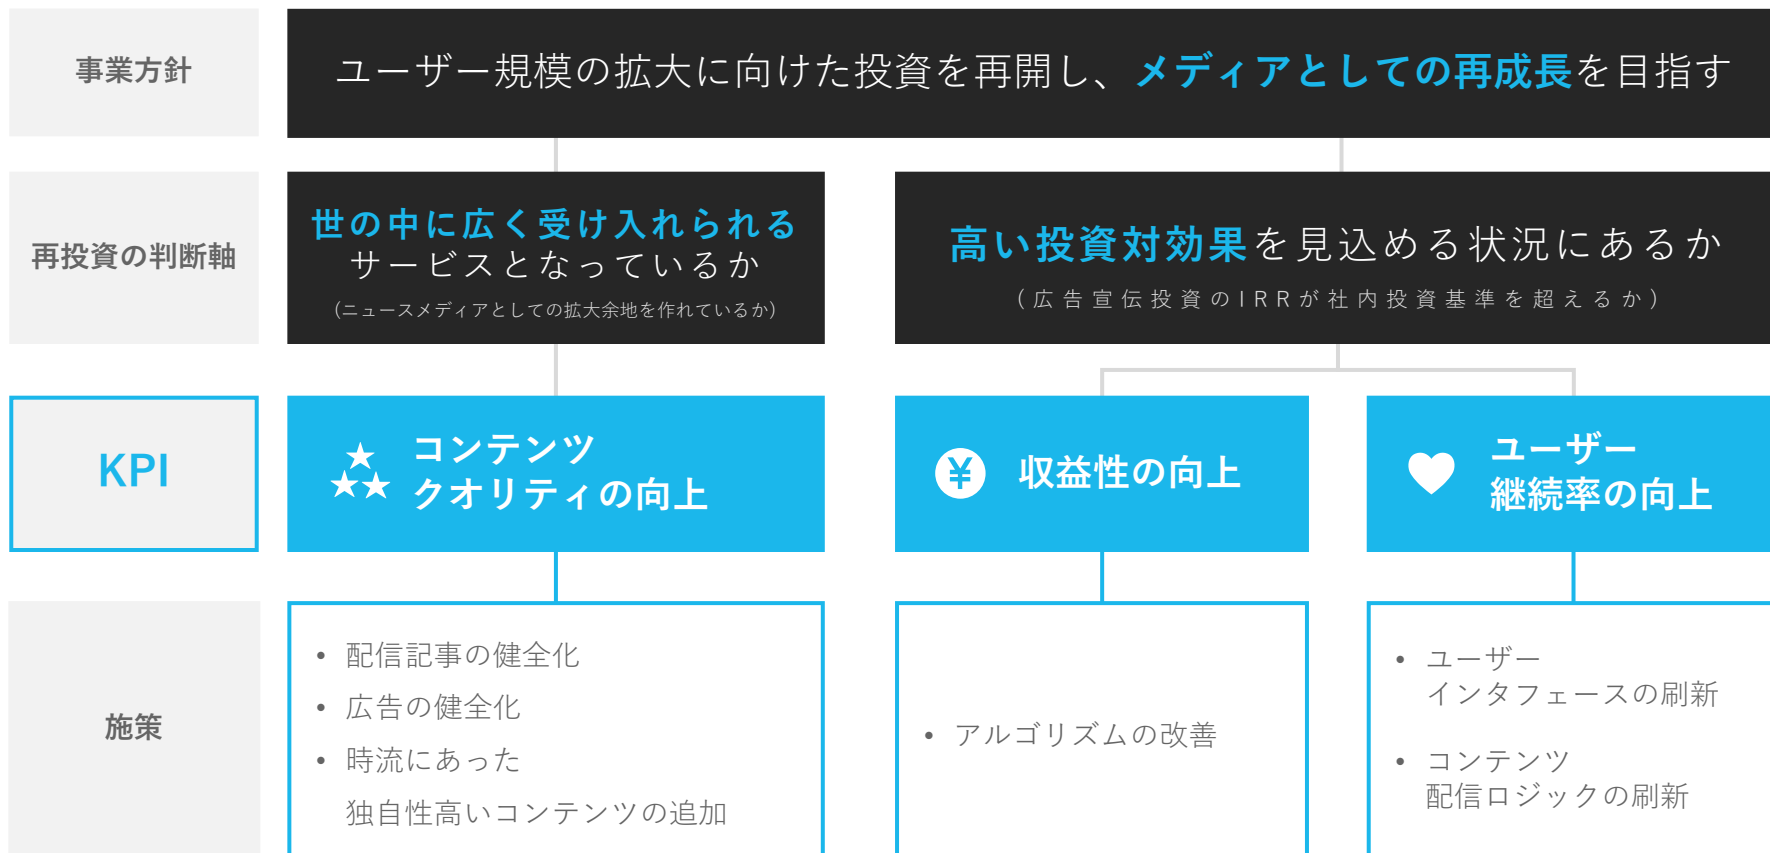 事業方針
ユーザー規模の拡大に向けた投資を再開し、メディアとしての再成長を目指す
再投資の判断軸
世の中に広く受け入れられる
サービスとなっているか
(ニュースメディアとしての拡大余地を作れているか)
高い投資対効果を見込める状況にあるか
(広告宣伝投資のIRRが社内投資基準を超えるか)
KPI
コンテンツ
クオリティの向上
¥
収益性の向上
ユーザー
継続率の向上
施策
• 配信記事の健全化
• 広告の健全化
• 時流にあった
独自性高いコンテンツの追加
• アルゴリズムの改善
• ユーザー
インタフェースの刷新
• コンテンツ
配信ロジックの刷新